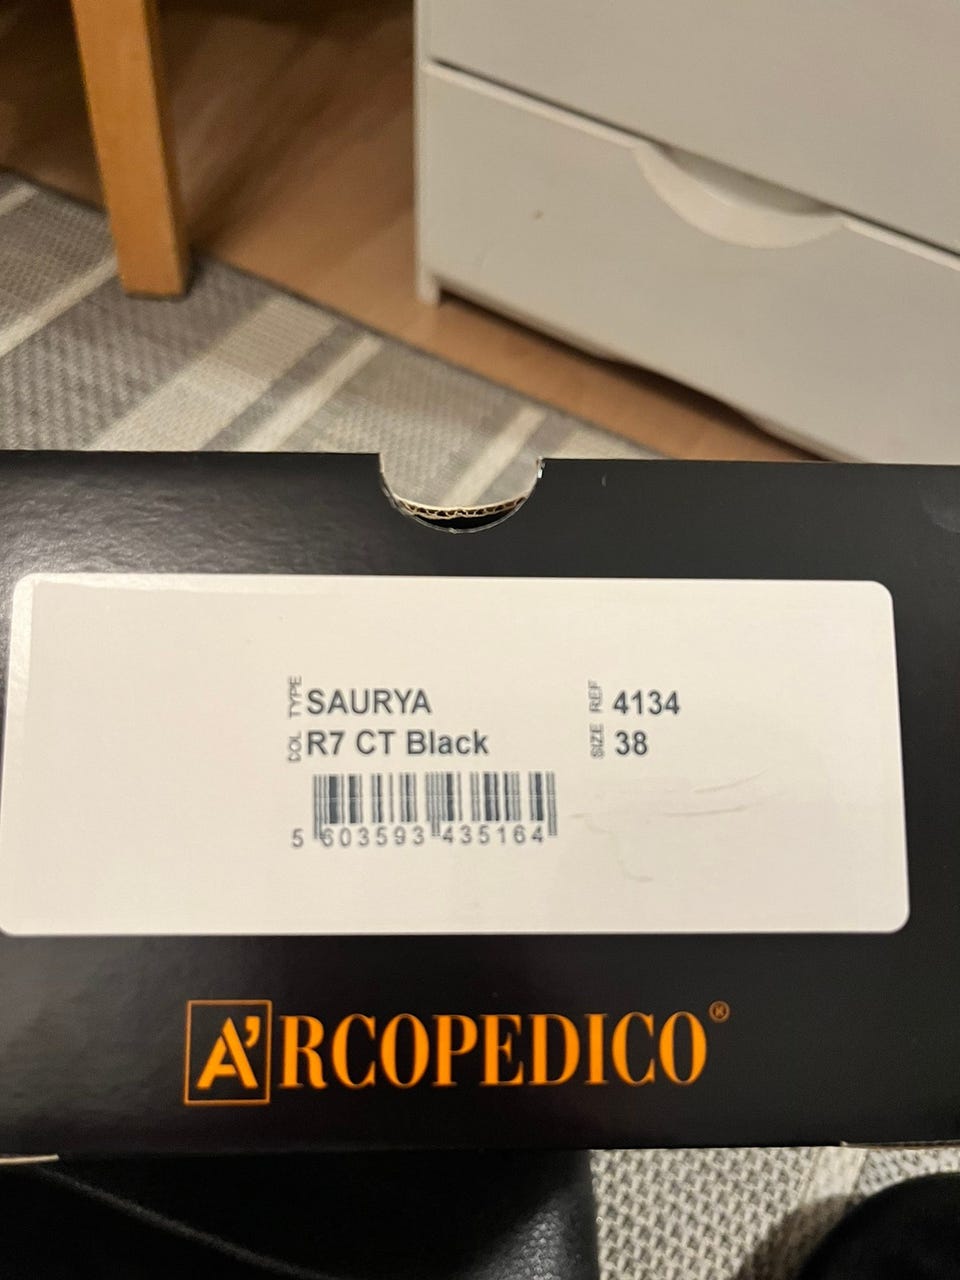 TYPE SAURYA REF 4134
COL R7 CT Black SIZE 38
5 603593 435164
A'RCOPEDICO®